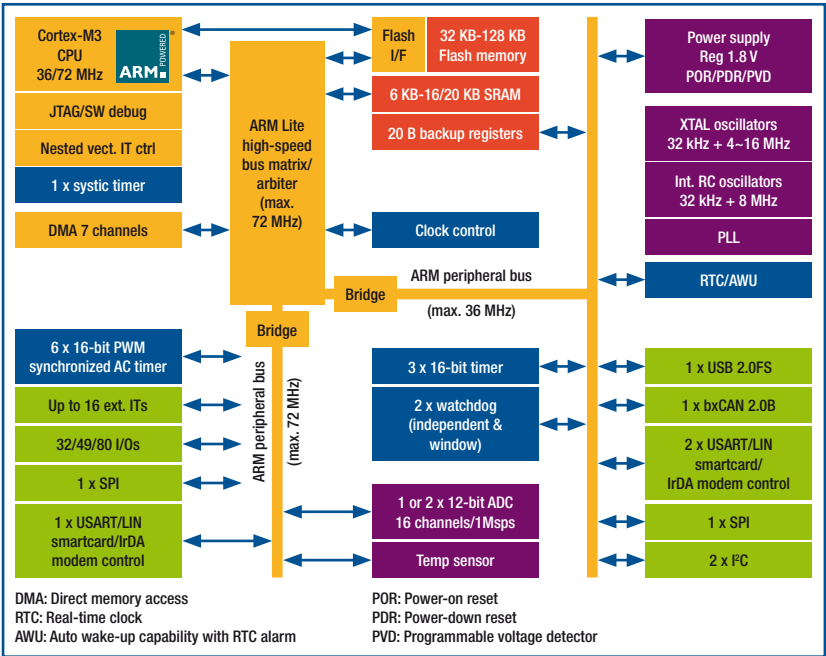 Cortex-M3
CPU
36/72 MHz
ARM
POWERED
JTAG/SW debug
Nested vect. IT ctrl
1 x systic timer
DMA 7 channels
ARM Lite
high-speed
bus matrix/
arbiter
(max.
72 MHz)
Flash
I/F
32 KB-128 KB
Flash memory
6 KB-16/20 KB SRAM
20 B backup registers
Clock control
Power supply
Reg 1.8 V
POR/PDR/PVD
XTAL oscillators
32 kHz + 4~16 MHz
Int. RC oscillators
32 kHz + 8 MHz
PLL
RTC/AWU
Bridge
ARM peripheral bus
(max. 36 MHz)
Bridge
ARM peripheral bus
(max. 72 MHz)
6 x 16-bit PWM
synchronized AC timer
Up to 16 ext. ITs
32/49/80 I/Os
1 x SPI
1 x USART/LIN
smartcard/IrDA
modem control
3 x 16-bit timer
2 x watchdog
(independent &
window)
1 or 2 x 12-bit ADC
16 channels/1Msps
Temp sensor
1 x USB 2.0FS
1 x bxCAN 2.0B
2 x USART/LIN
smartcard/
IrDA modem control
1 x SPI
2 x I²C
DMA: Direct memory access
RTC: Real-time clock
AWU: Auto wake-up capability with RTC alarm
POR: Power-on reset
PDR: Power-down reset
PVD: Programmable voltage detector